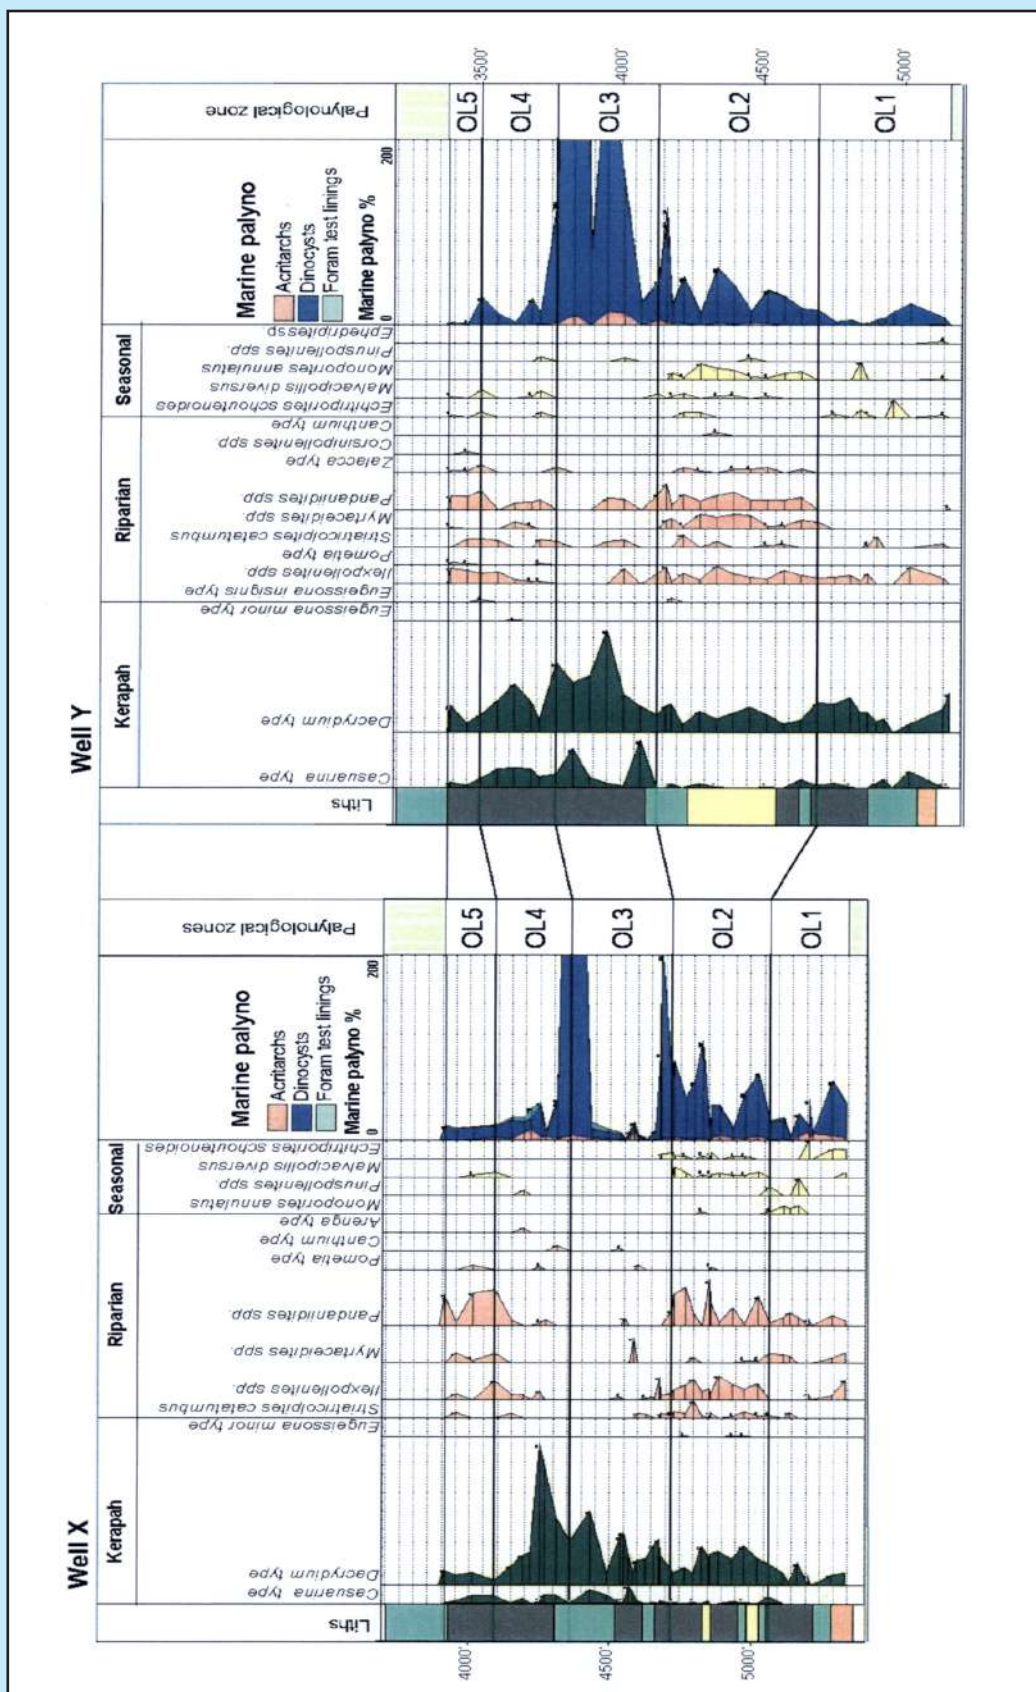 Well X
Kerapah
Riparian
Seasonal
Liths
Casuarina type
Dacrydium type
Eugeissona minor type
Striatricolpites catatumbus
Ilexpollenites spp.
Myrtaceidites spp.
Pandaniidites spp.
Pometia type
Canthium type
Arenga type
Monoporites annulatus
Pinuspollenites spp
Malvacipollis diversus
Echitriporites schoutenoides
Marine palyno
Acritarchs
Dinocysts
Foram test linings
Marine palyno %
0
200
Palynological zones
OL5
OL4
OL3
OL2
OL1
4000'
4500'
5000'
Well Y
Kerapah
Riparian
Seasonal
Liths
Casuarina type
Dacrydium type
Eugeissona minor type
Eugeissona insignis type
Ilexpollenites spp.
Pometia type
Striatricolpites catatumbus
Myrtaceidites spp.
Pandaniidites spp
Zalacca type
Corsinipollenites spp
Canthium type
Echitriporites schoutenoides
Malvacipollis diversus
Monoporites annulatus
Pinuspollenites spp.
Ephedripites sp
Marine palyno
Acritarchs
Dinocysts
Foram test linings
Marine palyno %
0
200
Palynological zone
OL5
OL4
OL3
OL2
OL1
3500'
4000'
4500'
5000'